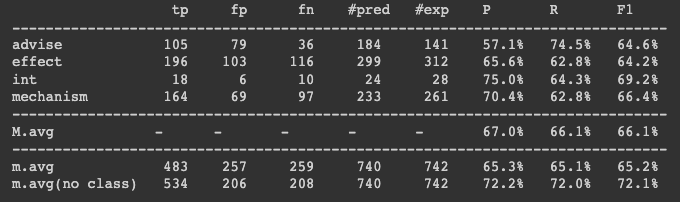 tp fp fn #pred #exp P R F1
------------------------------------------------------------------------------
advise 105 79 36 184 141 57.1% 74.5% 64.6%
effect 196 103 116 299 312 65.6% 62.8% 64.2%
int 18 6 10 24 28 75.0% 64.3% 69.2%
mechanism 164 69 97 233 261 70.4% 62.8% 66.4%
------------------------------------------------------------------------------
M.avg - - - - - 67.0% 66.1% 66.1%
------------------------------------------------------------------------------
m.avg 483 257 259 740 742 65.3% 65.1% 65.2%
m.avg(no class) 534 206 208 740 742 72.2% 72.0% 72.1%